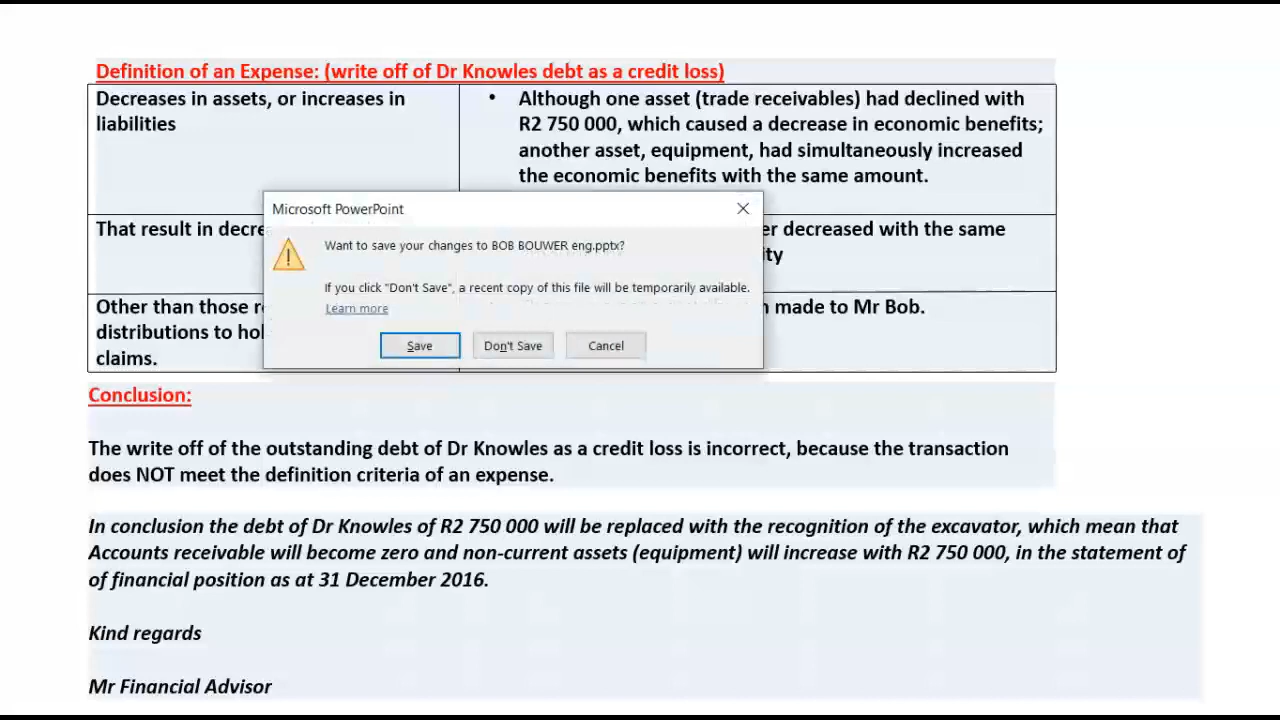 Definition of an Expense: (write off of Dr Knowles debt as a credit loss)
Decreases in assets, or increases in
liabilities
• Although one asset (trade receivables) had declined with
R2 750 000, which caused a decrease in economic benefits;
another asset, equipment, had simultaneously increased
the economic benefits with the same amount.
Microsoft PowerPoint
Want to save your changes to BOB BOUWER eng.pptx?
If you click "Don't Save", a recent copy of this file will be temporarily available.
Learn more
Save Don't Save Cancel
That result in decre
decreased with the same
Other than those
made to Mr Bob.
distributions to
claims.
Conclusion:
The write off of the outstanding debt of Dr Knowles as a credit loss is incorrect, because the transaction
does NOT meet the definition criteria of an expense.
In conclusion the debt of Dr Knowles of R2 750 000 will be replaced with the recognition of the excavator, which mean that
Accounts receivable will become zero and non-current assets (equipment) will increase with R2 750 000, in the statement of
of financial position as at 31 December 2016.
Kind regards
Mr Financial Advisor